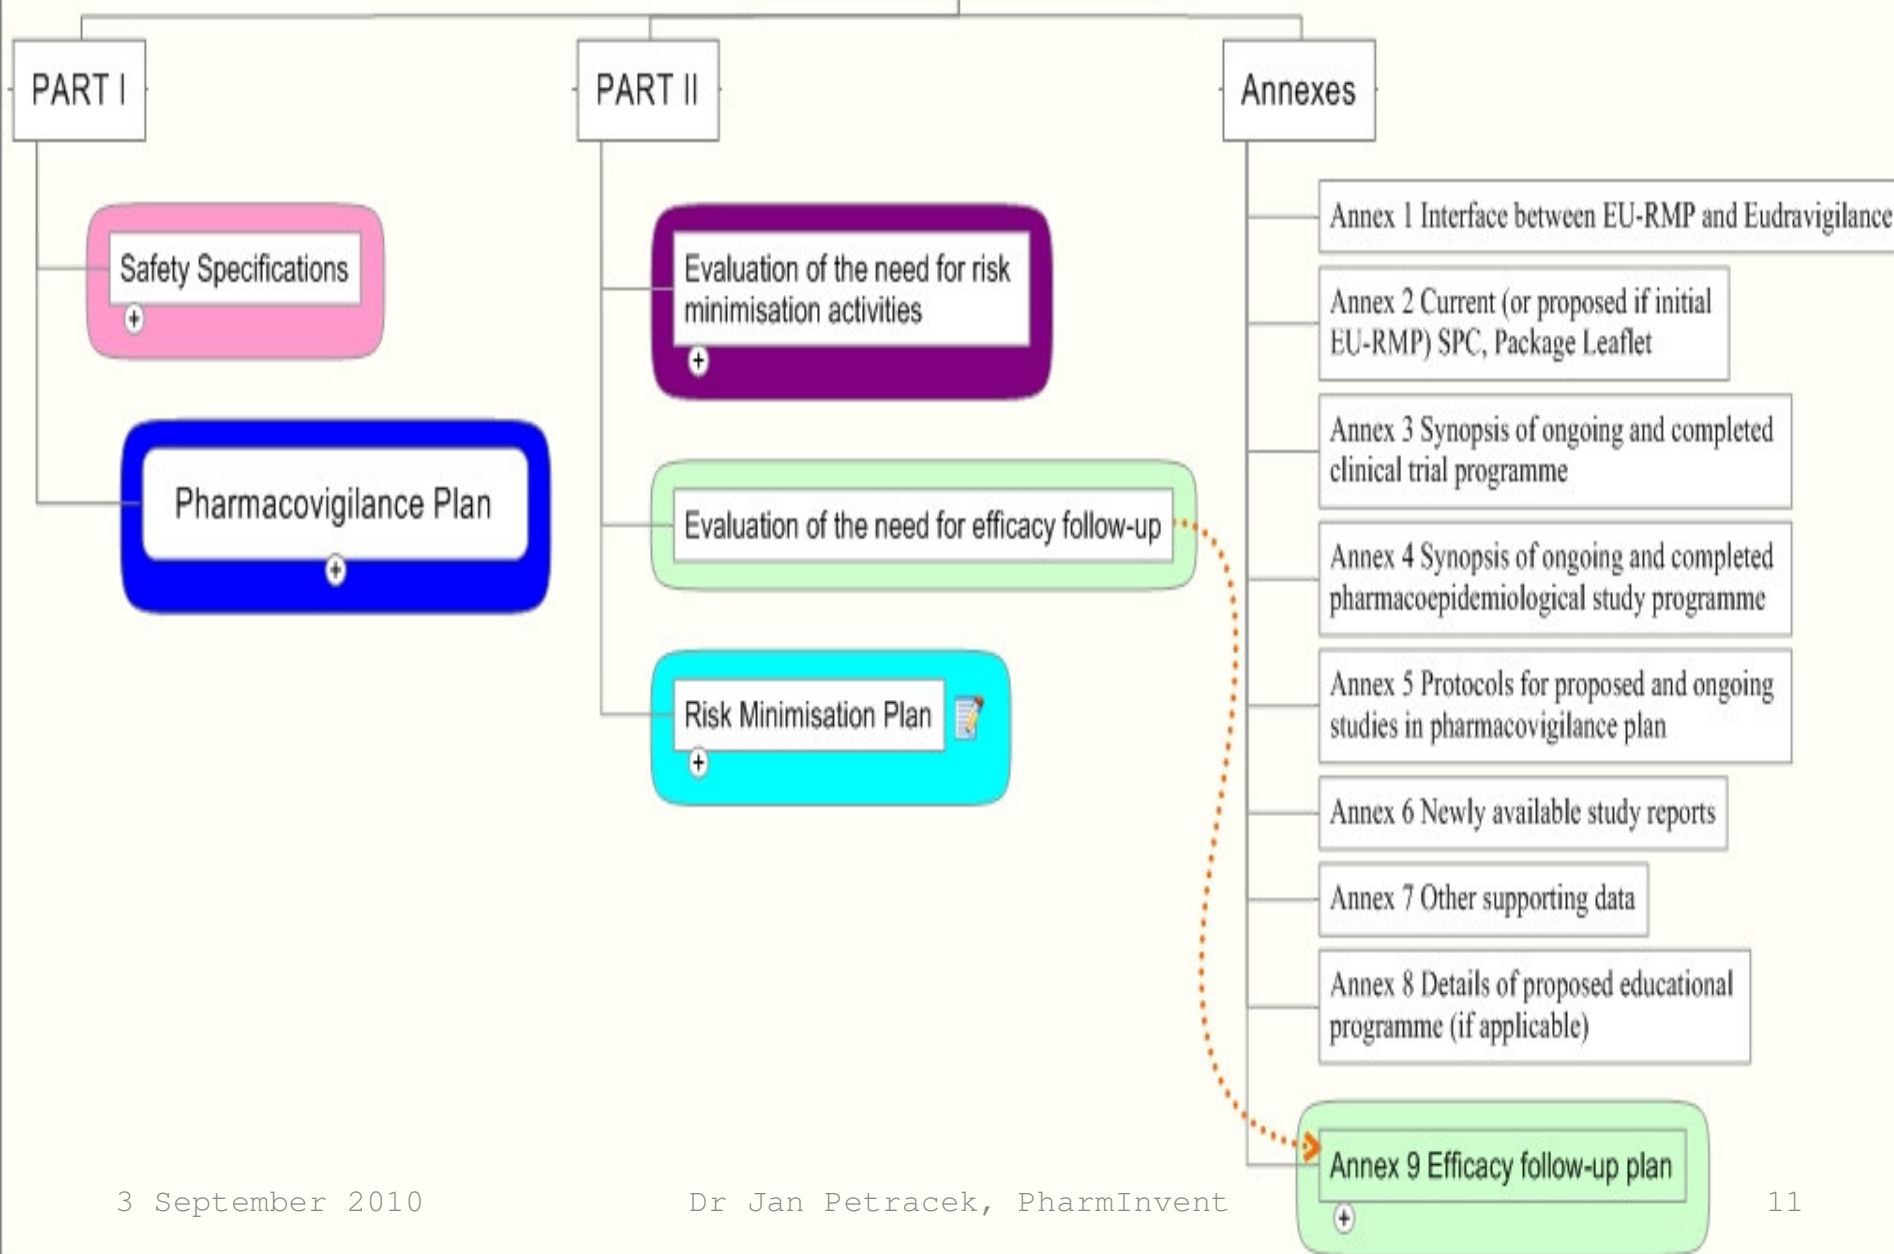 PART I
Safety Specifications
Pharmacovigilance Plan
PART II
Evaluation of the need for risk
minimisation activities
Evaluation of the need for efficacy follow-up
Risk Minimisation Plan
Annexes
Annex 1 Interface between EU-RMP and Eudravigilance
Annex 2 Current (or proposed if initial
EU-RMP) SPC, Package Leaflet
Annex 3 Synopsis of ongoing and completed
clinical trial programme
Annex 4 Synopsis of ongoing and completed
pharmacoepidemiological study programme
Annex 5 Protocols for proposed and ongoing
studies in pharmacovigilance plan
Annex 6 Newly available study reports
Annex 7 Other supporting data
Annex 8 Details of proposed educational
programme (if applicable)
Annex 9 Efficacy follow-up plan
3 September 2010
Dr Jan Petracek, PharmInvent
11